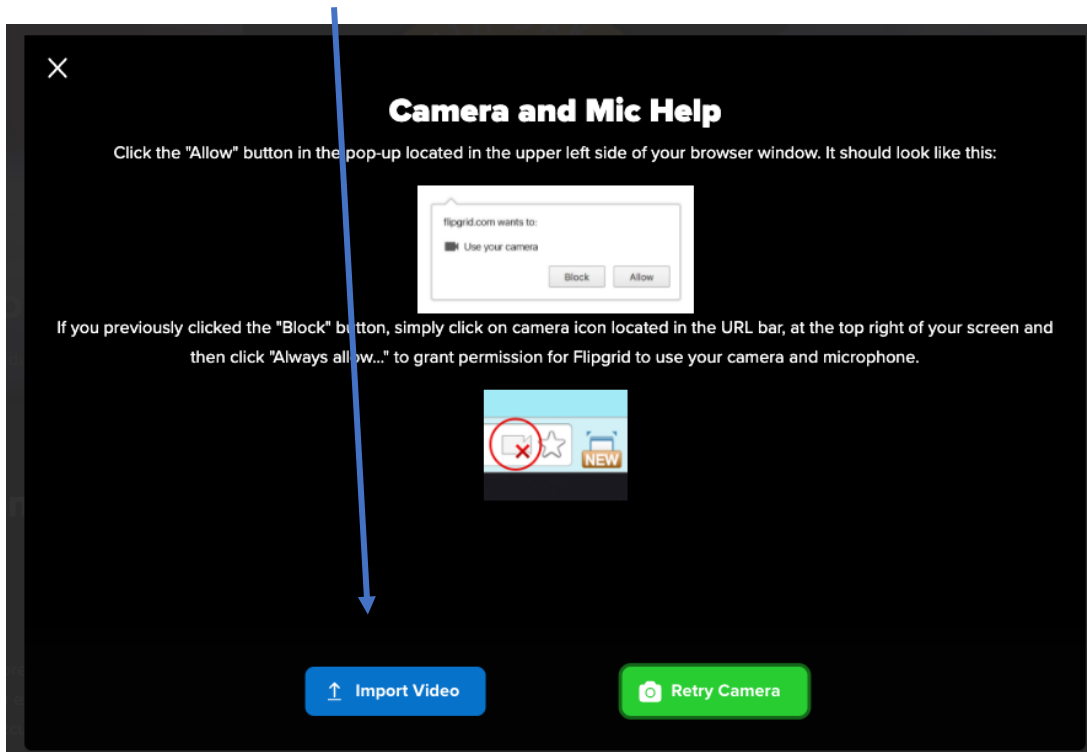 Camera and Mic Help
Click the "Allow" button in the pop-up located in the upper left side of your browser window. It should look like this:
flipgrid.com wants to:
Use your camera
Block Allow
If you previously clicked the "Block" button, simply click on camera icon located in the URL bar, at the top right of your screen and
then click "Always allow..." to grant permission for Flipgrid to use your camera and microphone.
NEW
Import Video
Retry Camera